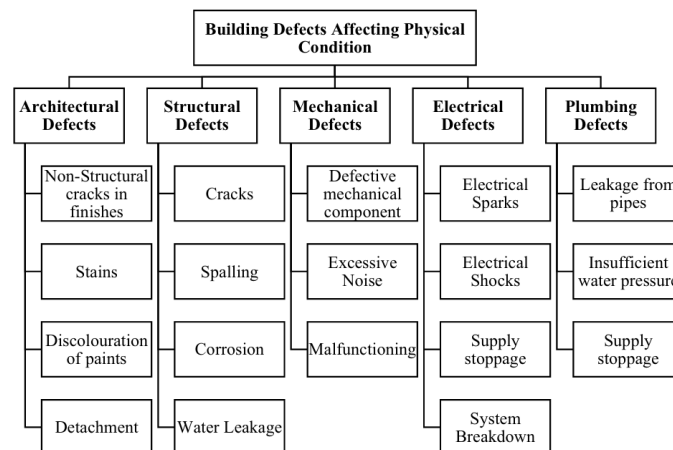 Building Defects Affecting Physical
Condition
Architectural
Defects
Structural
Defects
Mechanical
Defects
Electrical
Defects
Plumbing
Defects
Non-Structural
cracks in
finishes
Stains
Discolouration
of paints
Detachment
Cracks
Spalling
Corrosion
Water Leakage
Defective
mechanical
component
Excessive
Noise
Malfunctioning
Electrical
Sparks
Electrical
Shocks
Supply
stoppage
System
Breakdown
Leakage from
pipes
Insufficient
water pressure
Supply
stoppage